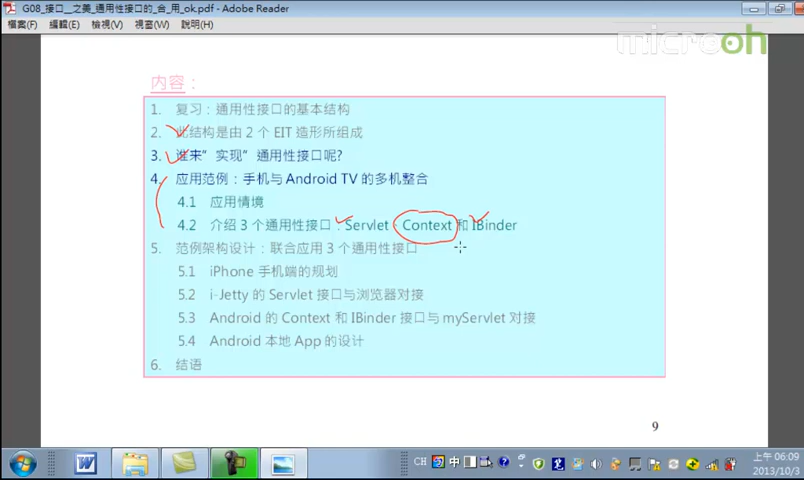 G08_接口__之美_通用性接口的_合_用_ok.pdf - Adobe Reader
檔案(F) 編輯(E) 檢視(V) 視窗(W) 說明(H)
microoh
内容：
1. 复习：通用性接口的基本结构
2. 此结构是由 2 个 EIT 造形所组成
3. 谁来”实现”通用性接口呢?
4. 应用范例：手机与 Android TV 的多机整合
4.1 应用情境
4.2 介绍 3 个通用性接口：Servlet、Context 和 IBinder
5. 范例架构设计：联合应用 3 个通用性接口
5.1 iPhone 手机端的规划
5.2 i-Jetty 的 Servlet 接口与浏览器对接
5.3 Android 的 Context 和 IBinder 接口与 myServlet 对接
5.4 Android 本地 App 的设计
6. 结语
9
CH 中
上午 06:09
2013/10/3